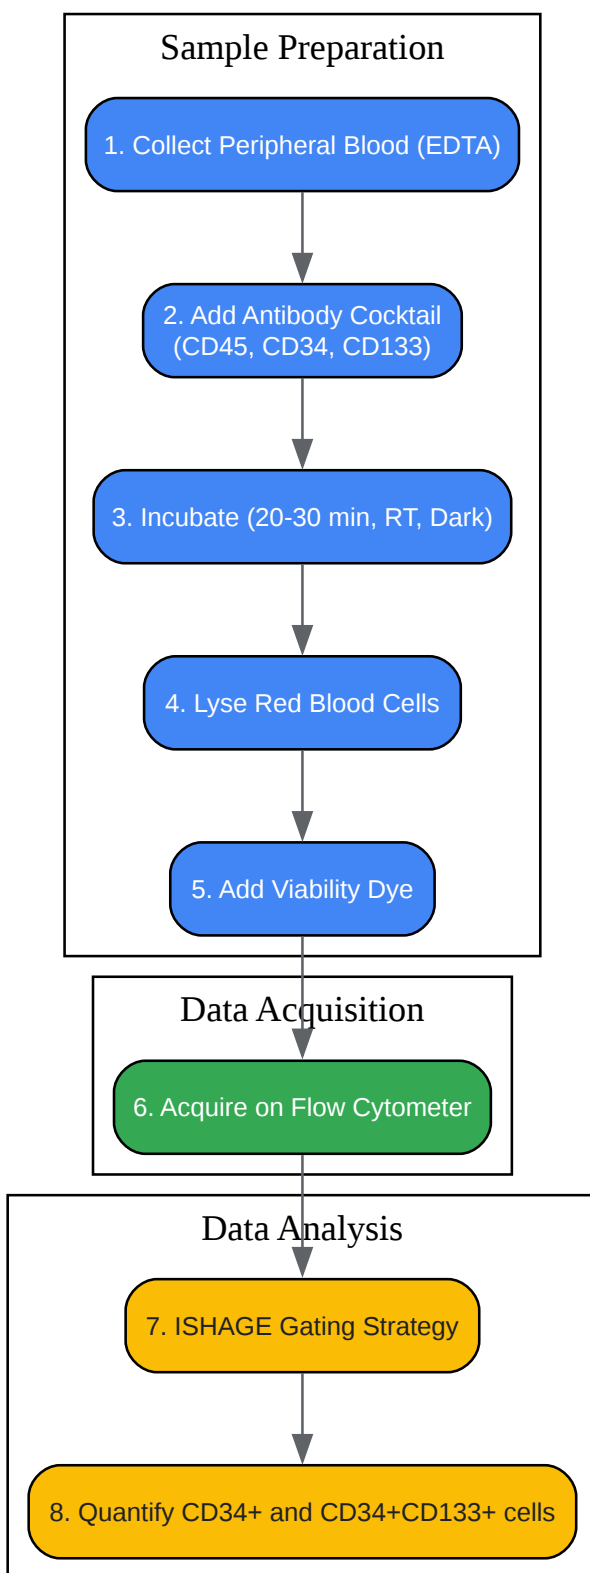 Sample Preparation
1. Collect Peripheral Blood (EDTA)
2. Add Antibody Cocktail
(CD45, CD34, CD133)
3. Incubate (20-30 min, RT, Dark)
4. Lyse Red Blood Cells
5. Add Viability Dye
Data Acquisition
6. Acquire on Flow Cytometer
Data Analysis
7. ISHAGE Gating Strategy
8. Quantify CD34+ and CD34+CD133+ cells